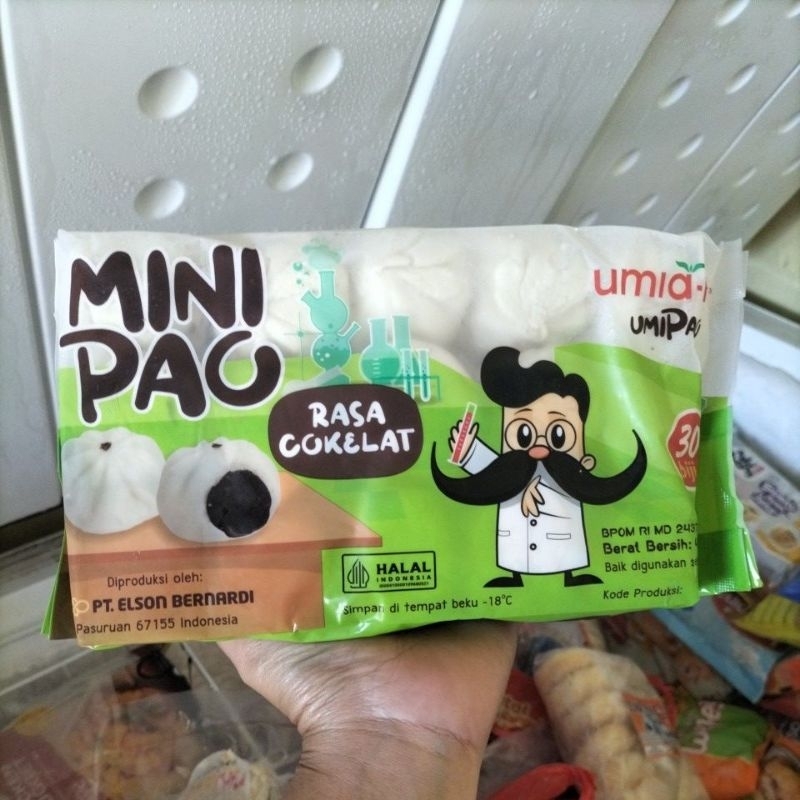 MINI
PAO
RASA
COKELAT
UMIPAO
30
biji
BPOM RI MD
Berat Bersih:
Baik digunakan
Kode Produksi:
HALAL
INDONESIA
Simpan di tempat beku -18°C
Diproduksi oleh:
PT. ELSON BERNARDI
Pasuruan 67155 Indonesia